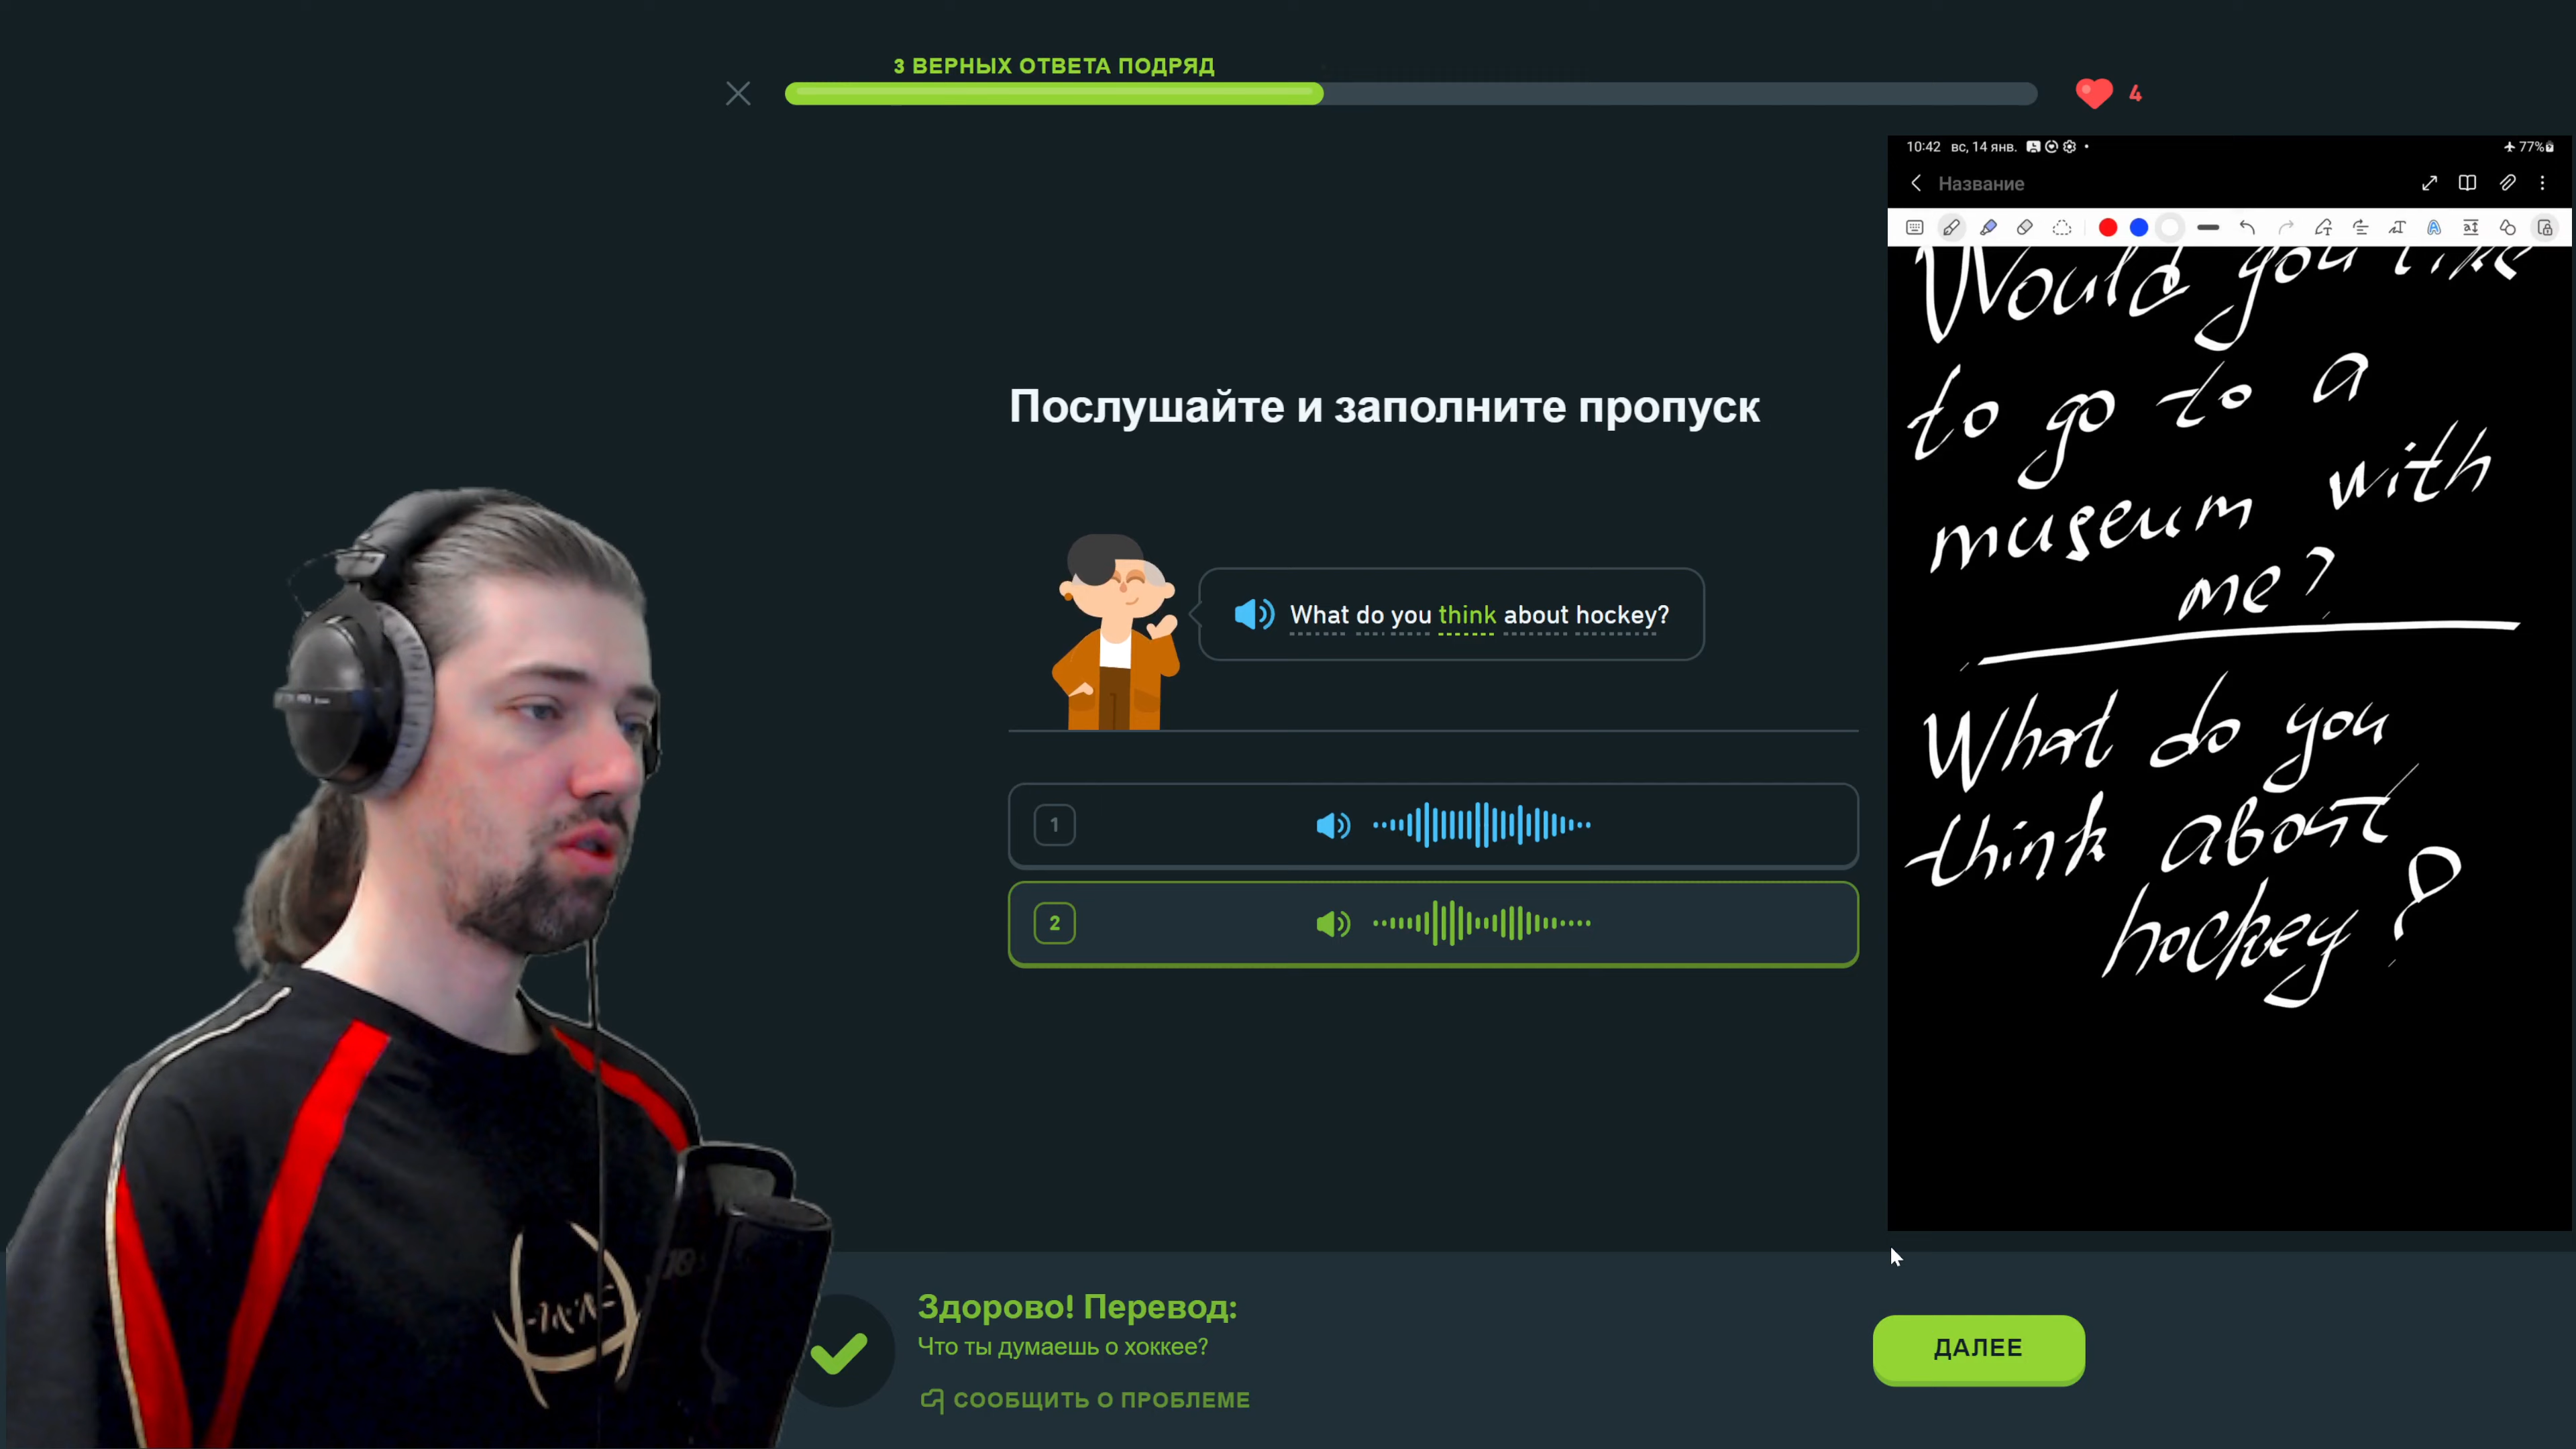 3 ВЕРНЫХ ОТВЕТА ПОДРЯД
4
Послушайте и заполните пропуск
What do you think about hockey?
1
2
Здорово! Перевод:
Что ты думаешь о хоккее?
СООБЩИТЬ О ПРОБЛЕМЕ
ДАЛЕЕ
10:42 вс, 14 янв.
77%
Название
Would you like
to go to a
museum with
me?
What do you
think about
hockey?